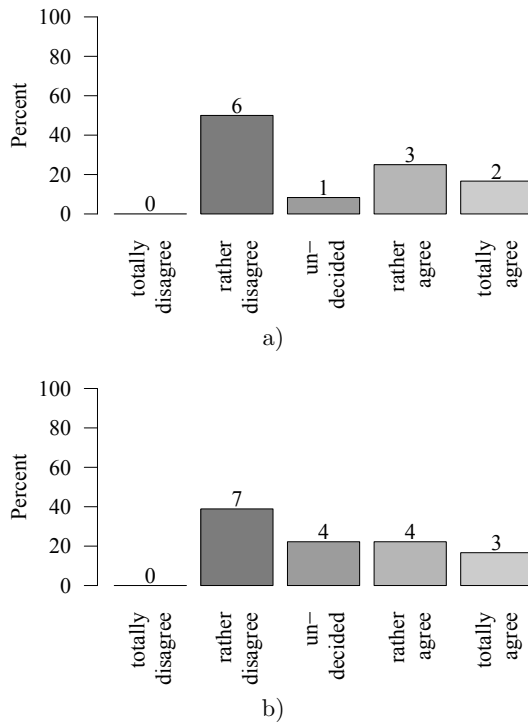 100
80
60
40
20
0
Percent
0
6
1
3
2
totally
disagree
rather
disagree
un−
decided
rather
agree
totally
agree
a)
100
80
60
40
20
0
Percent
0
7
4
4
3
totally
disagree
rather
disagree
un−
decided
rather
agree
totally
agree
b)